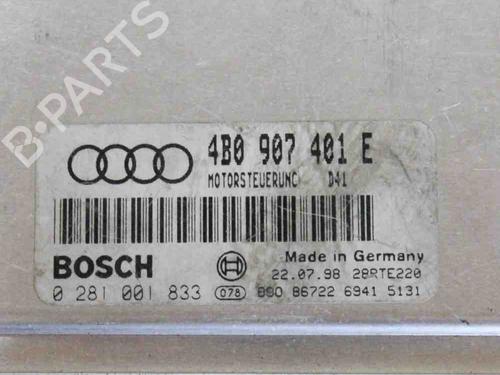 B-PARTS
4B0 907 401 E
MOTORSTEUERUNG D41
BOSCH
Made in Germany
22.07.98 28RTE220
0 281 001 833 078 890 86722 6941 5131